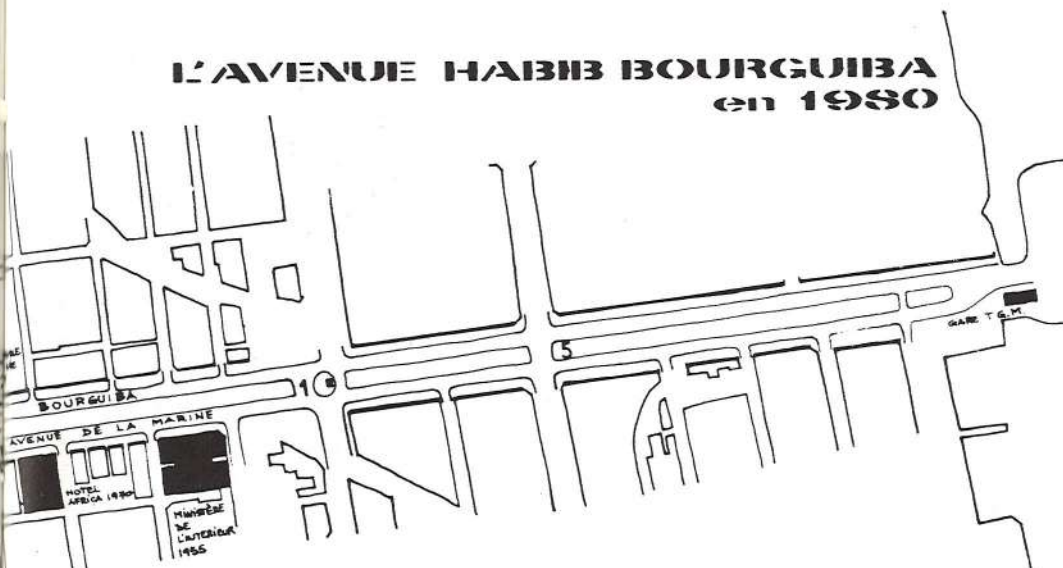 L'AVENUE HABIB BOURGUIBA
en 1980
BOURGUIBA
AVENUE DE LA MARINE
1
5
GARE T.G.M.
HOTEL
AFRICA 1970
MINISTÈRE
DE
L'INTERIEUR
1955